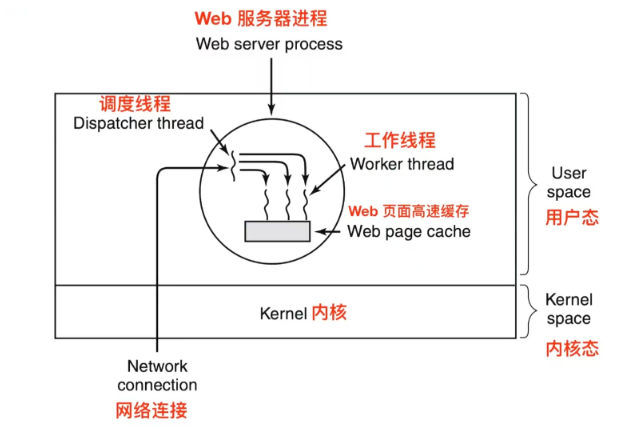 Web 服务器进程
Web server process
调度线程
Dispatcher thread
工作线程
Worker thread
Web 页面高速缓存
Web page cache
User
space
用户态
Kernel 内核
Kernel
space
内核态
Network
connection
网络连接